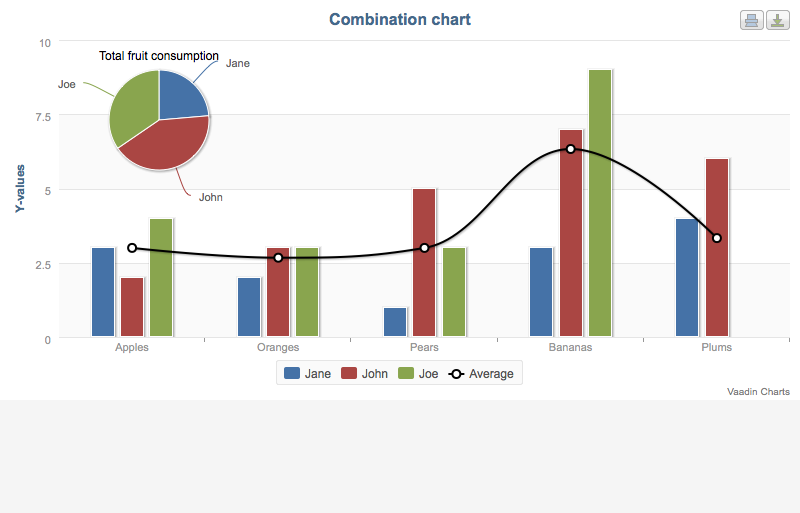 Combination chart
Total fruit consumption
Jane
Joe
John
Y-values
10
7.5
5
2.5
0
Apples Oranges Pears Bananas Plums
Jane John Joe Average
Vaadin Charts